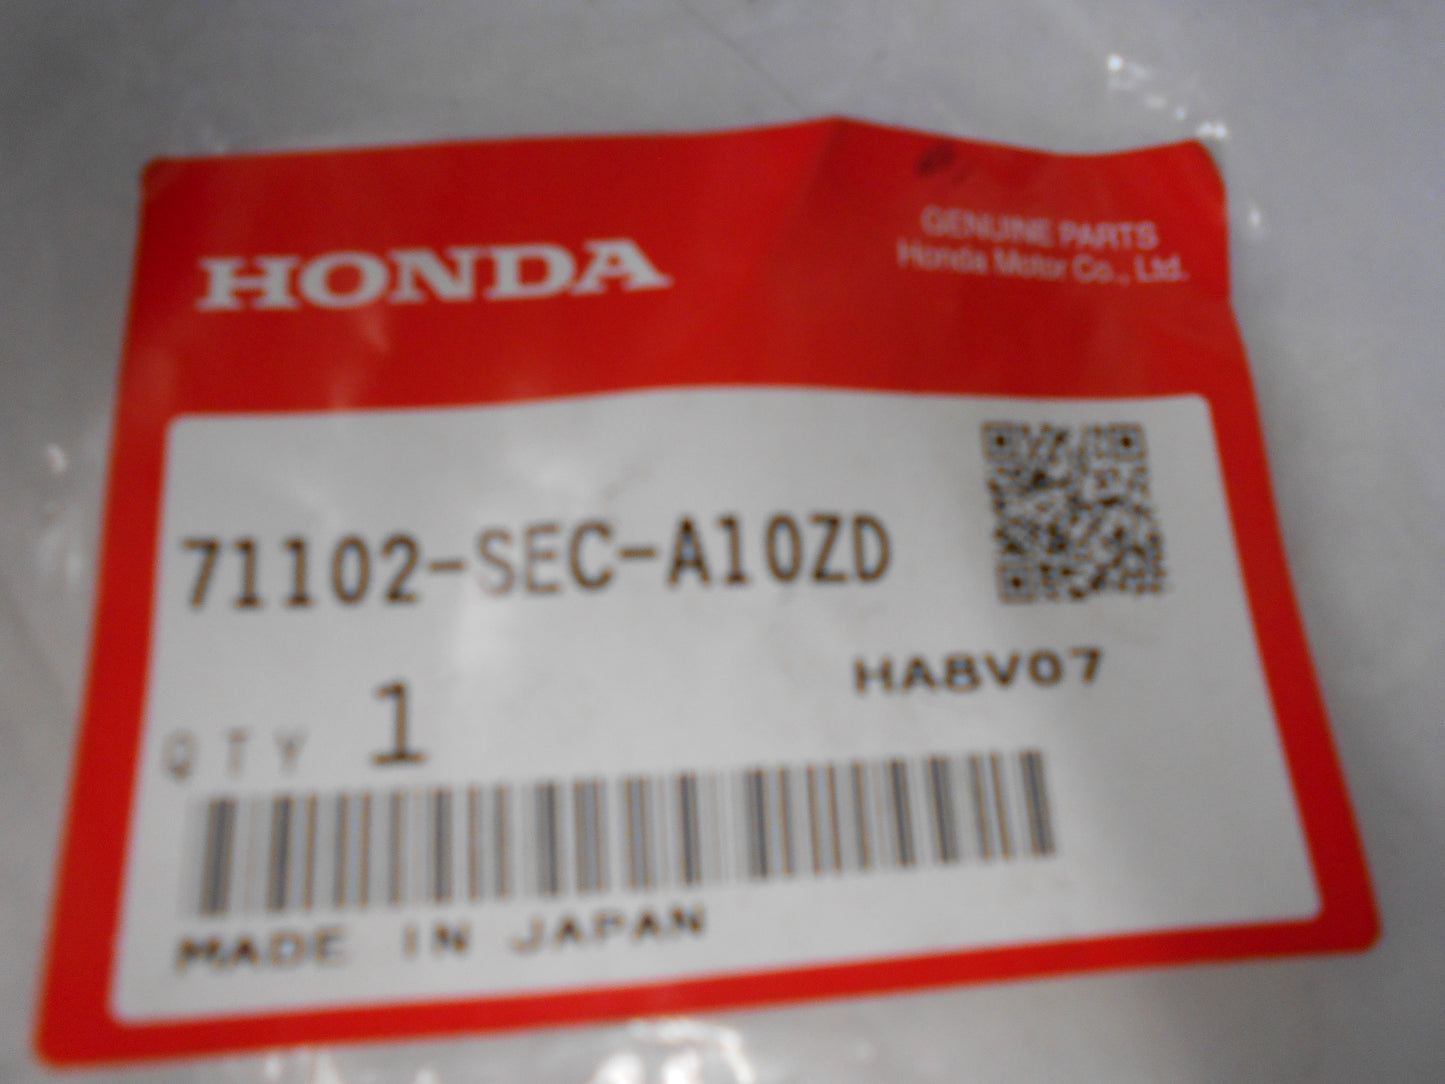 HONDA
GENUINE PARTS
Honda Motor Co., Ltd.
71102-SEC-A10ZD
HA8V07
QTY 1
MADE IN JAPAN